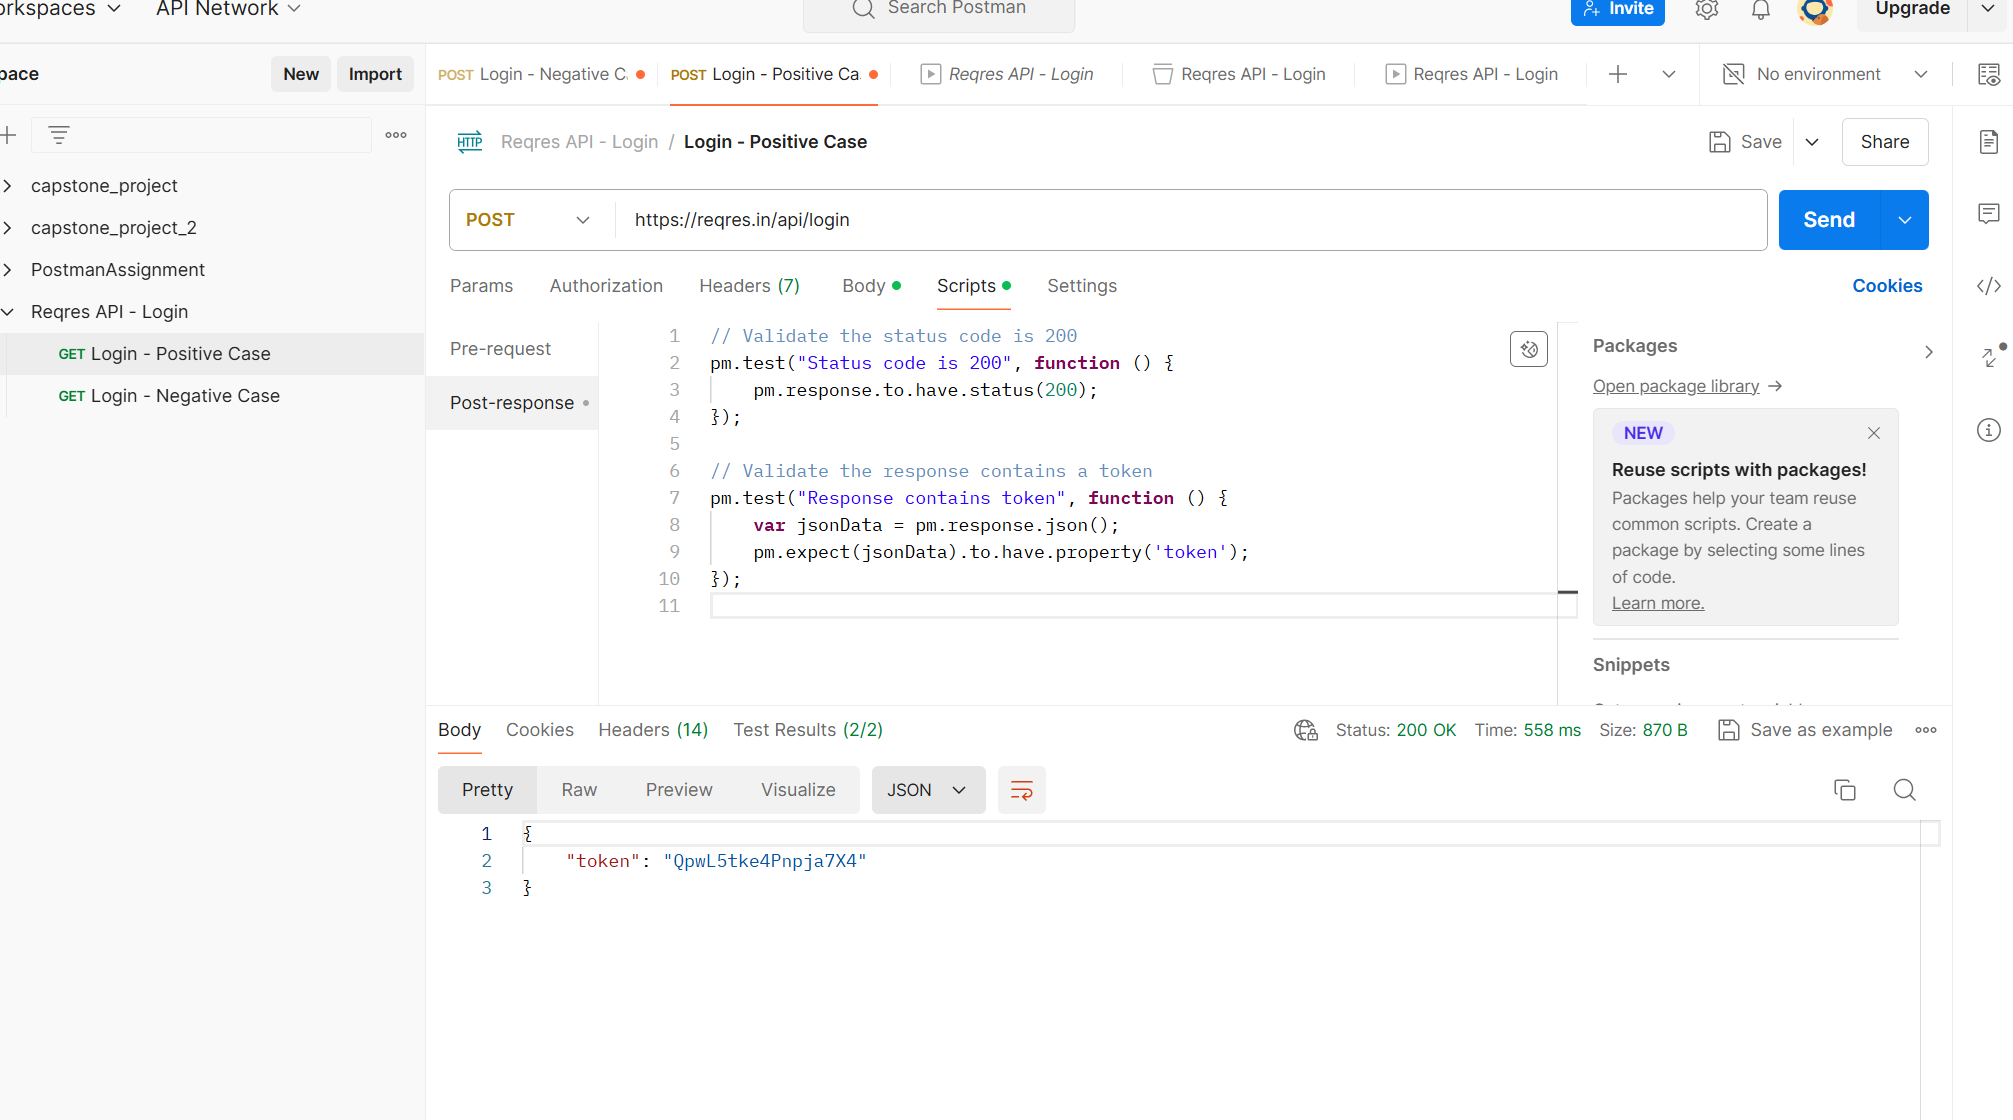 orkspaces API Network Search Postman Invite Upgrade
pace New Import POST Login - Negative C. POST Login - Positive Ca. Reqres API - Login Reqres API - Login Reqres API - Login No environment
HTTP Reqres API - Login / Login - Positive Case Save Share
capstone_project
capstone_project_2
PostmanAssignment
Reqres API - Login
GET Login - Positive Case
GET Login - Negative Case
POST https://reqres.in/api/login Send
Params Authorization Headers (7) Body Scripts Settings Cookies
Pre-request
Post-response
1 // Validate the status code is 200
2 pm.test("Status code is 200", function () {
3 pm.response.to.have.status(200);
4 });
5
6 // Validate the response contains a token
7 pm.test("Response contains token", function () {
8 var jsonData = pm.response.json();
9 pm.expect(jsonData).to.have.property('token');
10 });
11
Packages
Open package library →
NEW
Reuse scripts with packages!
Packages help your team reuse
common scripts. Create a
package by selecting some lines
of code.
Learn more.
Snippets
Body Cookies Headers (14) Test Results (2/2) Status: 200 OK Time: 558 ms Size: 870 B Save as example
Pretty Raw Preview Visualize JSON
1 {
2 "token": "QpwL5tke4Pnpja7X4"
3 }